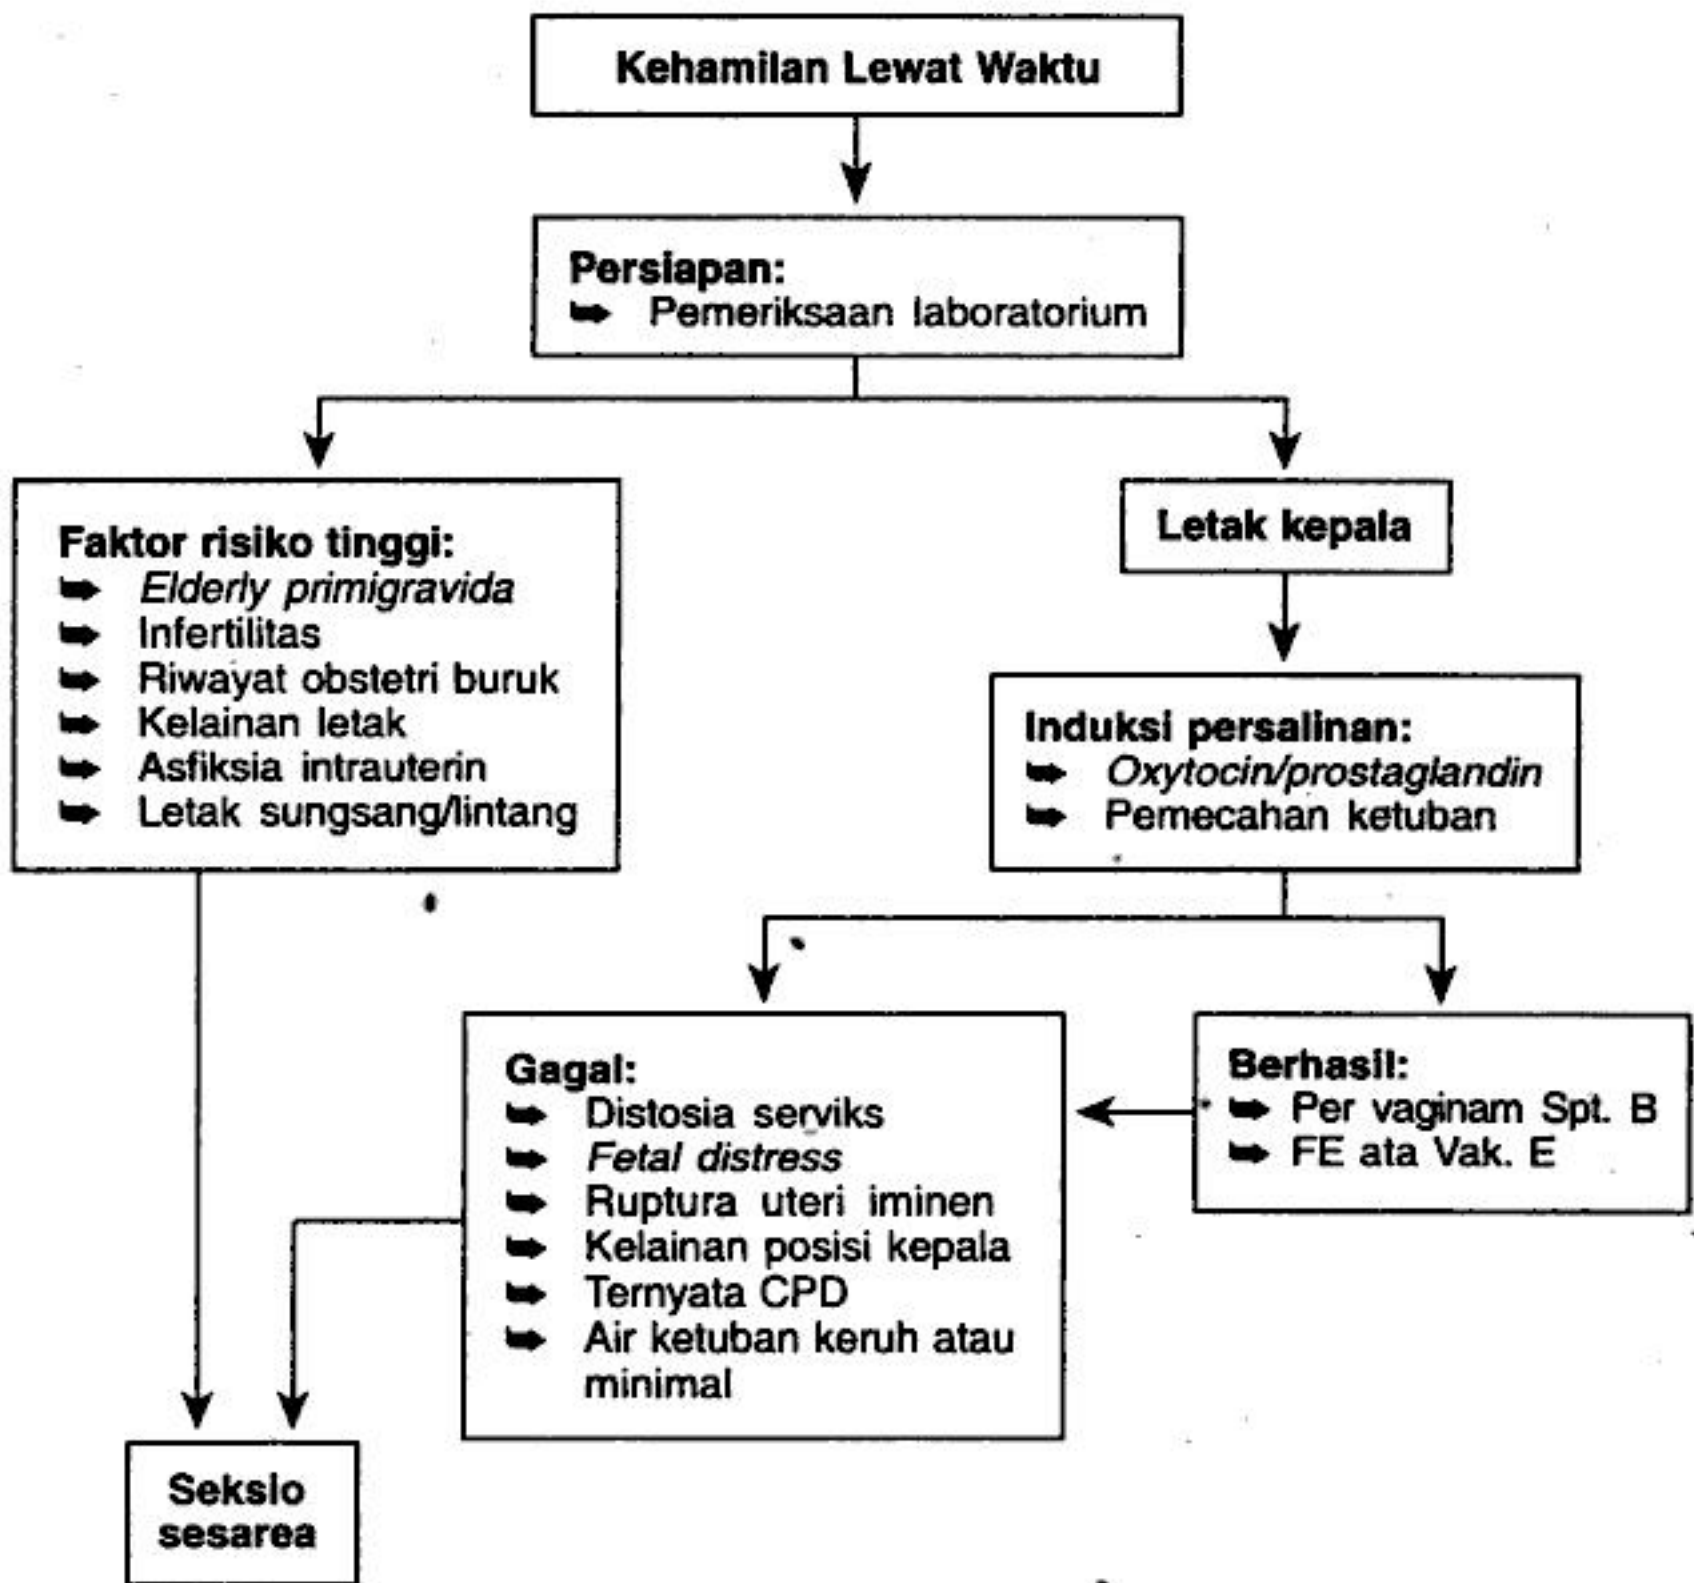 Kehamilan Lewat Waktu
Persiapan:
Pemeriksaan laboratorium
Faktor risiko tinggi:
Elderly primigravida
Infertilitas
Riwayat obstetri buruk
Kelainan letak
Asfiksia intrauterin
Letak sungsang/lintang
Letak kepala
Induksi persalinan:
Oxytocin/prostaglandin
Pemecahan ketuban
Gagal:
Distosia serviks
Fetal distress
Ruptura uteri iminen
Kelainan posisi kepala
Ternyata CPD
Air ketuban keruh atau
minimal
Berhasil:
Per vaginam Spt. B
FE ata Vak. E
Seksio
sesarea